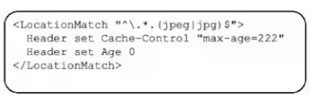 <LocationMatch "^\.*.(jpeg|jpg)$">
Header set Cache-Control "max-age=222"
Header set Age 0
</LocationMatch>